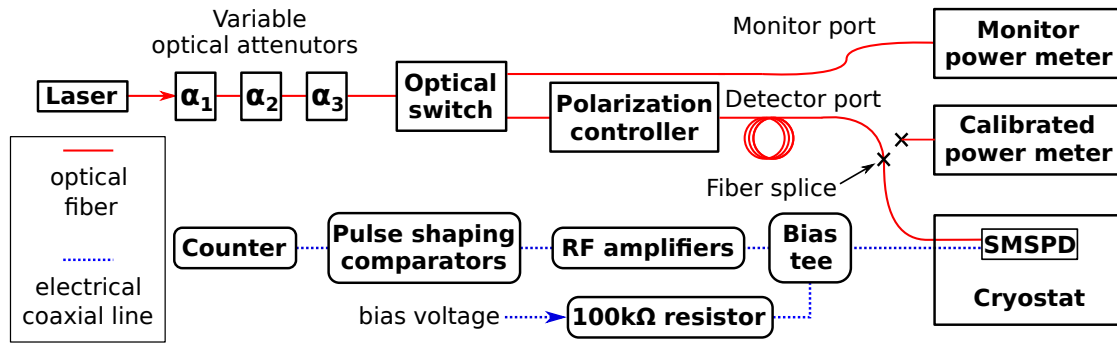 Variable
optical attenutors
Monitor port
Monitor
power meter
Laser
α1
α2
α3
Optical
switch
Polarization
controller
Detector port
Calibrated
power meter
Fiber splice
optical
fiber
electrical
coaxial line
Counter
Pulse shaping
comparators
RF amplifiers
Bias
tee
SMSPD
Cryostat
bias voltage
100kΩ resistor